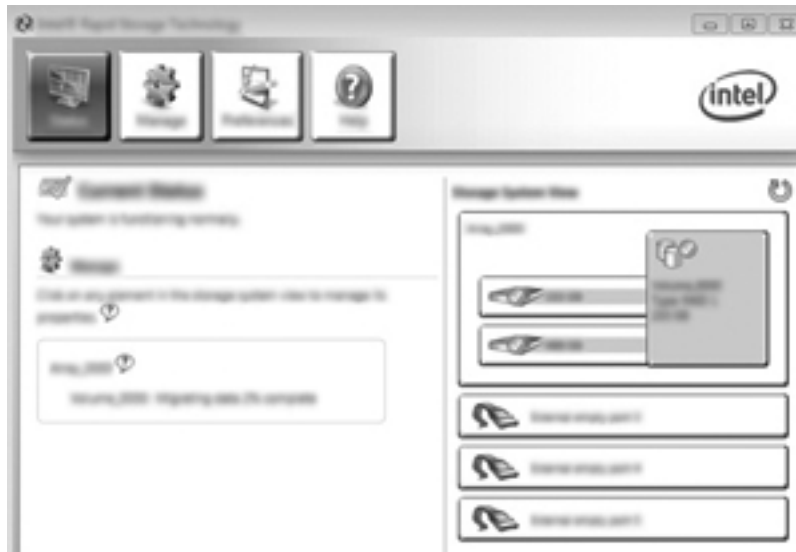 Intel® Rapid Storage Technology
Status
Manage
Preferences
Help
intel
Current Status
Your system is functioning normally.
Manage
Click on any element in the storage system view to manage its
properties.
Array_0000
Volume_0000: Migrating data 2% complete
Storage System View
Array_0000
Type: RAID 1
External empty port 3
External empty port 4
External empty port 5